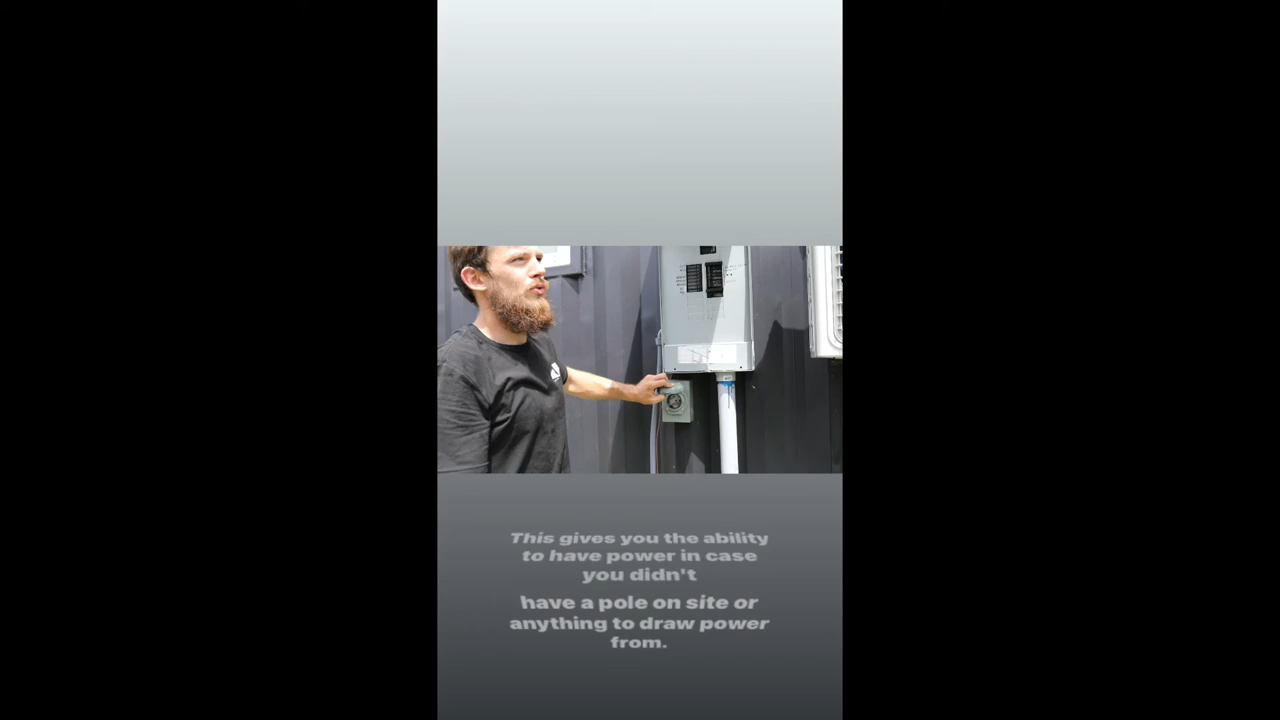 This gives you the ability
to have power in case
you didn't
have a pole on site or
anything to draw power
from.